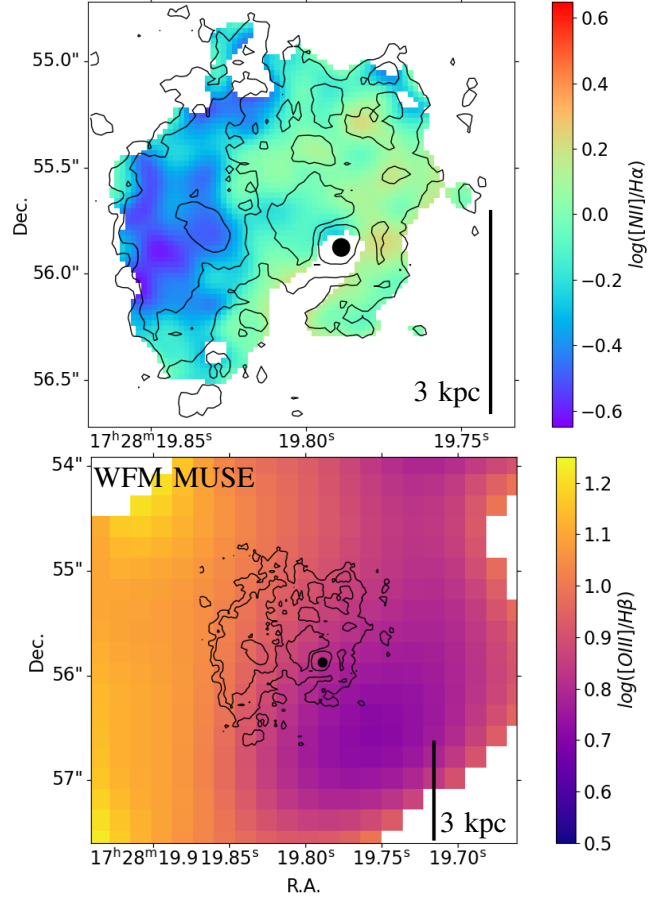 55.0"
55.5"
56.0"
56.5"
Dec.
3 kpc
17ʰ28ᵐ19.85ˢ
19.80ˢ
19.75ˢ
0.6
0.4
0.2
0.0
−0.2
−0.4
−0.6
log([NII]/Hα)
WFM MUSE
54"
55"
56"
57"
Dec.
3 kpc
17ʰ28ᵐ19.91ˢ
19.85ˢ
19.80ˢ
19.75ˢ
19.70ˢ
R.A.
1.2
1.1
1.0
0.9
0.8
0.7
0.6
0.5
log([OIII]/Hβ)